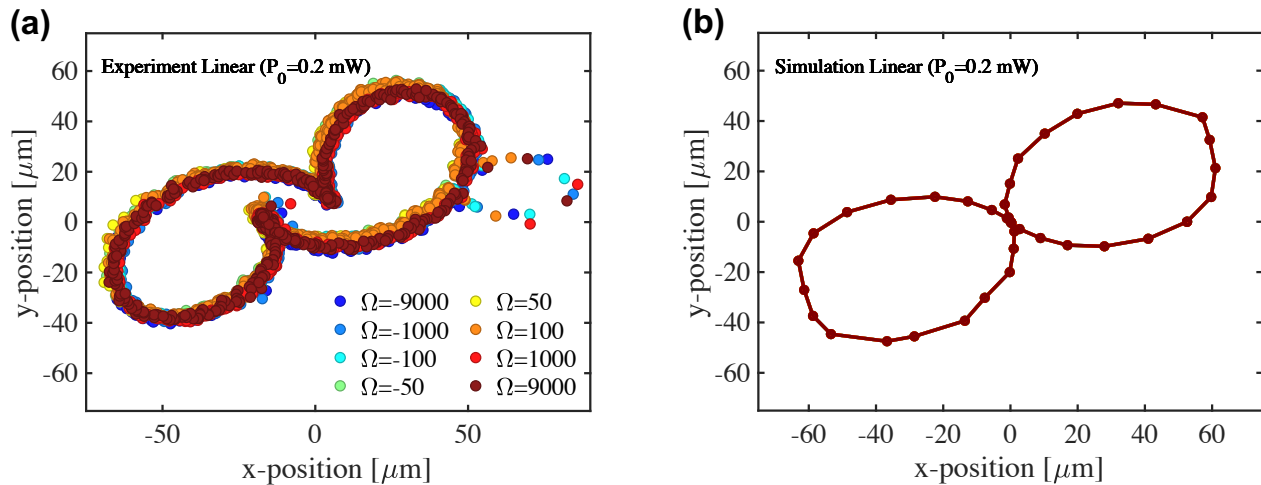 (a)
Experiment Linear (P_0=0.2 mW)
60
40
20
0
-20
-40
-60
y-position [μm]
Ω=-9000
Ω=-1000
Ω=-100
Ω=-50
Ω=50
Ω=100
Ω=1000
Ω=9000
-50
0
50
x-position [μm]
(b)
Simulation Linear (P_0=0.2 mW)
60
40
20
0
-20
-40
-60
y-position [μm]
-60
-40
-20
0
20
40
60
x-position [μm]